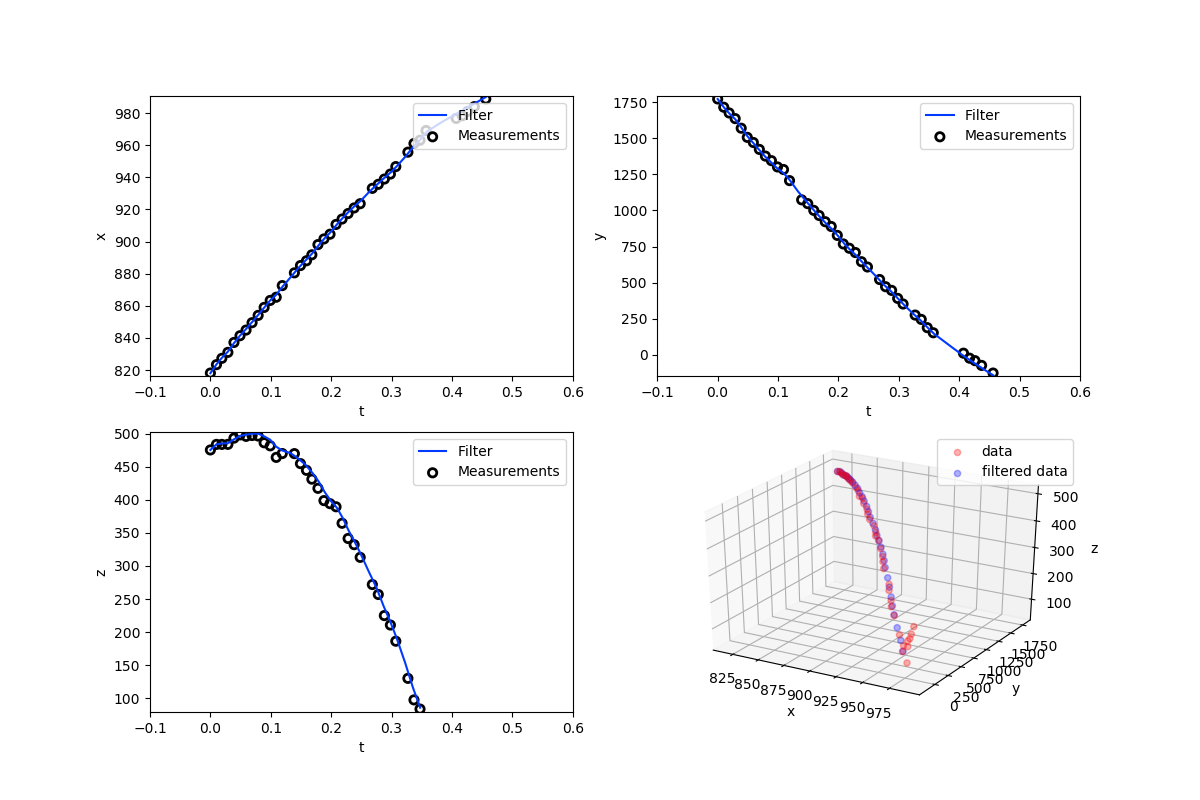 Filter
Measurements
980
960
940
920
900
880
860
840
820
x
−0.1 0.0 0.1 0.2 0.3 0.4 0.5 0.6
t
Filter
Measurements
1750
1500
1250
1000
750
500
250
0
y
−0.1 0.0 0.1 0.2 0.3 0.4 0.5 0.6
t
Filter
Measurements
500
450
400
350
300
250
200
150
100
z
−0.1 0.0 0.1 0.2 0.3 0.4 0.5 0.6
t
data
filtered data
500
400
300
200
100
z
825 850 875 900 925 950 975
x
0 250 500 750 1000 1250 1500 1750
y